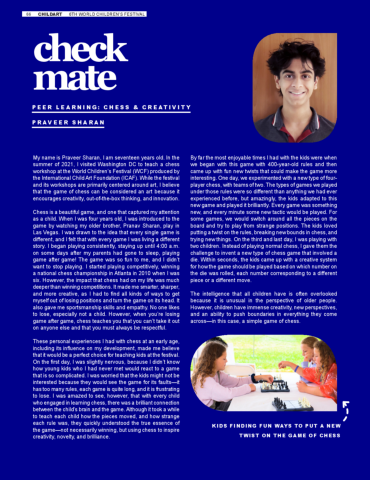 68 CHILDART 6TH WORLD CHILDREN'S FESTIVAL
check
mate
PEER LEARNING: CHESS & CREATIVITY
PRAVEER SHARAN
My name is Praveer Sharan, I am seventeen years old. In the
summer of 2021, I visited Washington DC to teach a chess
workshop at the World Children's Festival (WCF) produced by
the International Child Art Foundation (ICAF). While the festival
and its workshops are primarily centered around art, I believe
that the game of chess can be considered an art because it
encourages creativity, out-of-the-box thinking, and innovation.
Chess is a beautiful game, and one that captured my attention
as a child. When I was four years old, I was introduced to the
game by watching my older brother, Pranav Sharan, play in
Las Vegas. I was drawn to the idea that every single game is
different, and I felt that with every game I was living a different
story. I began playing consistently, staying up until 4:00 a.m.
on some days after my parents had gone to sleep, playing
game after game! The game was so fun to me, and I didn't
want to stop playing. I started playing competitively, winning
a national chess championship in Atlanta in 2010 when I was
six. However, the impact that chess had on my life was much
deeper than winning competitions. It made me smarter, sharper,
and more creative, as I had to find all kinds of ways to get
myself out of losing positions and turn the game on its head. It
also gave me sportsmanship skills and empathy. No one likes
to lose, especially not a child. However, when you're losing
game after game, chess teaches you that you can't take it out
on anyone else and that you must always be respectful.
These personal experiences I had with chess at an early age,
including its influence on my development, made me believe
that it would be a perfect choice for teaching kids at the festival.
On the first day, I was slightly nervous, because I didn't know
how young kids who I had never met would react to a game
that is so complicated. I was worried that the kids might not be
interested because they would see the game for its faults—it
has too many rules, each game is quite long, and it is frustrating
to lose. I was amazed to see, however, that with every child
who engaged in learning chess, there was a brilliant connection
between the child's brain and the game. Although it took a while
to teach each child how the pieces moved, and how strange
each rule was, they quickly understood the true essence of
the game—not necessarily winning, but using chess to inspire
creativity, novelty, and brilliance.
By far the most enjoyable times I had with the kids were when
we began this game with 400-year-old rules and then
came up with fun new twists that could make the game more
interesting. One day, we experimented with a new type of four-
player chess, with teams of two. The types of games we played
under those rules were so different than anything we had ever
experienced before, but amazingly, the kids adapted to this
new game and played it brilliantly. Every game was something
new, and every minute some new tactic would be played. For
some games, we would switch around all the pieces on the
board and try to play from strange positions. The kids loved
putting a twist on the rules, breaking new bounds in chess, and
trying new things. On the third and last day, I was playing with
two children. Instead of playing normal chess, I gave them the
challenge to invent a new type of chess game that involved a
die. Within seconds, the kids came up with a creative system
for how the game should be played based on which number on
the die was rolled, each number corresponding to a different
piece or a different move.
The intelligence that all children have is often overlooked
because it is unusual in the perspective of older people.
However, children have immense creativity, new perspectives,
and an ability to push boundaries in everything they come
across—in this case, a simple game of chess.
KIDS FINDING FUN WAYS TO PUT A NEW
TWIST ON THE GAME OF CHESS